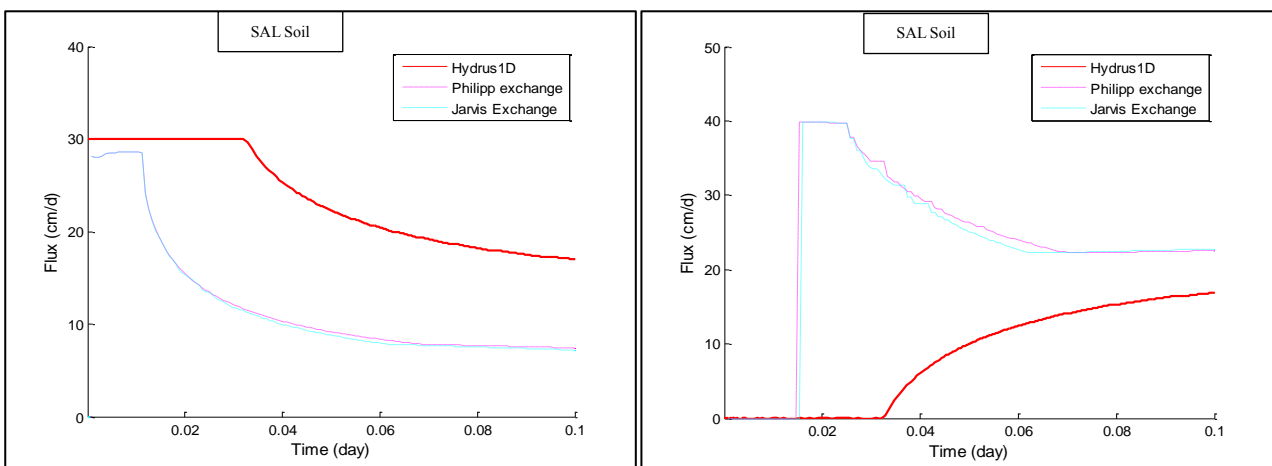 SAL Soil
40
30
20
10
0
Flux (cm/d)
0.02 0.04 0.06 0.08 0.1
Time (day)
Hydrus1D
Philipp exchange
Jarvis Exchange
SAL Soil
50
40
30
20
10
0
Flux (cm/d)
0.02 0.04 0.06 0.08 0.1
Time (day)
Hydrus1D
Philipp exchange
Jarvis Exchange